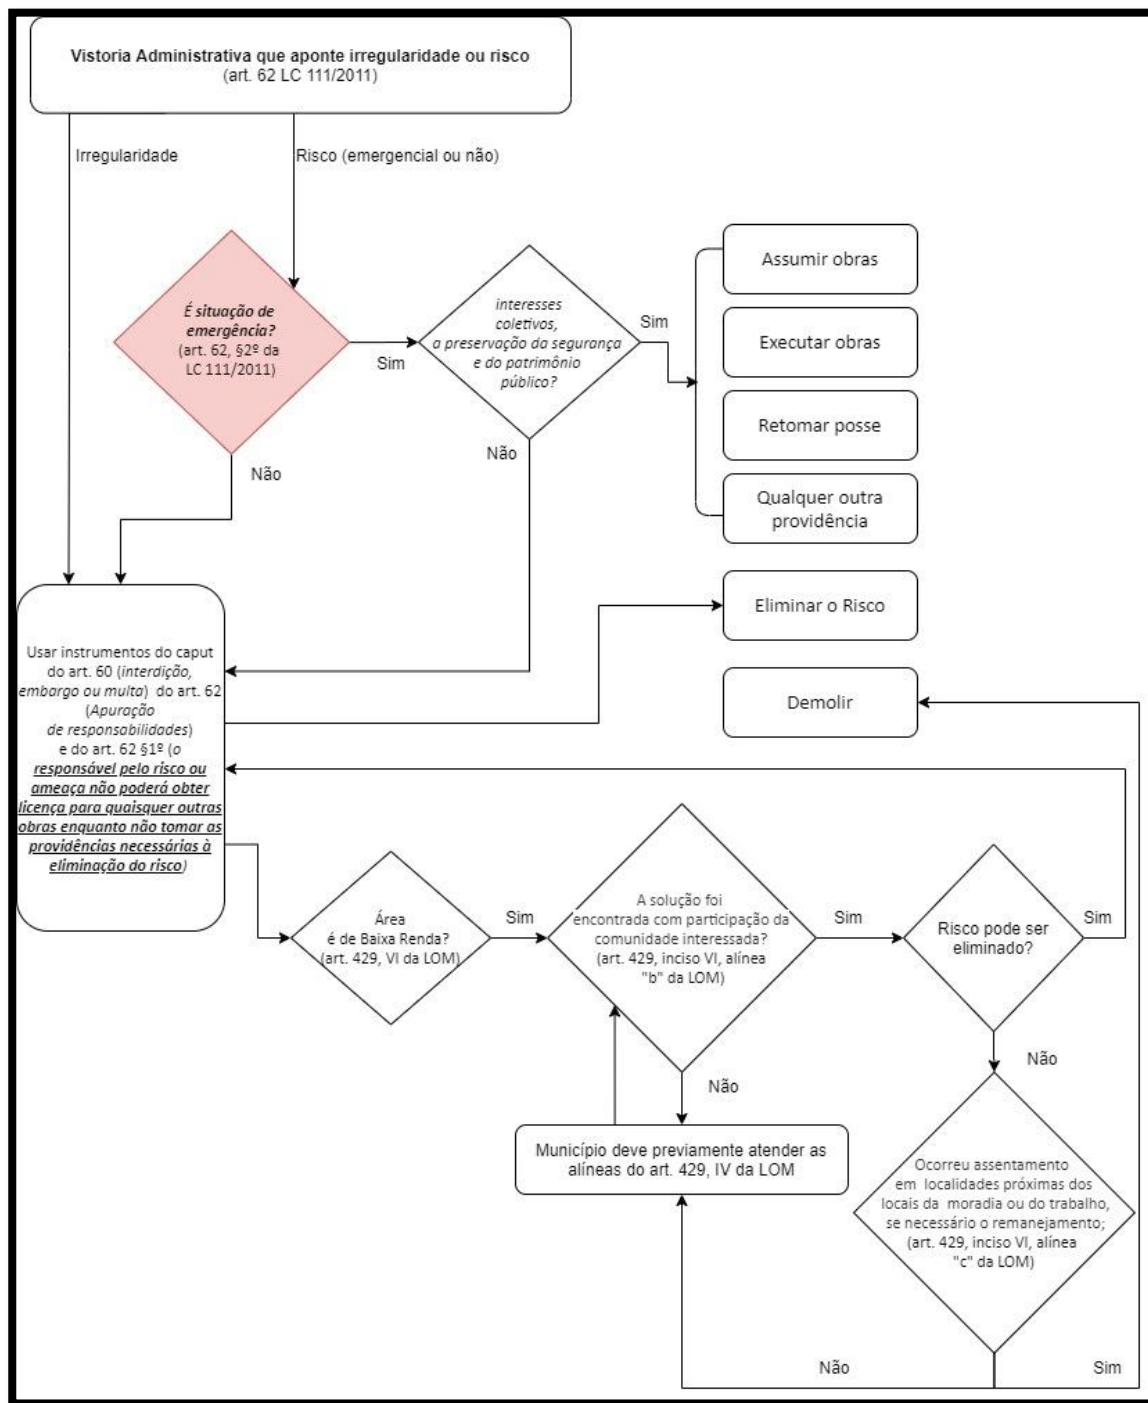 Vistoria Administrativa que aponte irregularidade ou risco
(art. 62 LC 111/2011)
Irregularidade
Risco (emergencial ou não)
É situação de
emergência?
(art. 62, §2º da
LC 111/2011)
Sim
Não
interesses
coletivos,
a preservação da segurança
e do patrimônio
público?
Sim
Não
Assumir obras
Executar obras
Retomar posse
Qualquer outra
providência
Eliminar o Risco
Demolir
Usar instrumentos do caput
do art. 60 (interdição,
embargo ou multa) do art. 62
(Apuração
de responsabilidades)
e do art. 62 §1º (o
responsável pelo risco ou
ameaça não poderá obter
licença para quaisquer outras
obras enquanto não tomar as
providências necessárias à
eliminação do risco)
Área
é de Baixa Renda?
(art. 429, VI da LOM)
Sim
A solução foi
encontrada com participação da
comunidade interessada?
(art. 429, inciso VI, alínea
"b" da LOM)
Sim
Não
Risco pode ser
eliminado?
Sim
Não
Município deve previamente atender as
alíneas do art. 429, IV da LOM
Ocorreu assentamento
em localidades próximas dos
locais da moradia ou do trabalho,
se necessário o remanejamento;
(art. 429, inciso VI, alínea
"c" da LOM)
Não
Sim